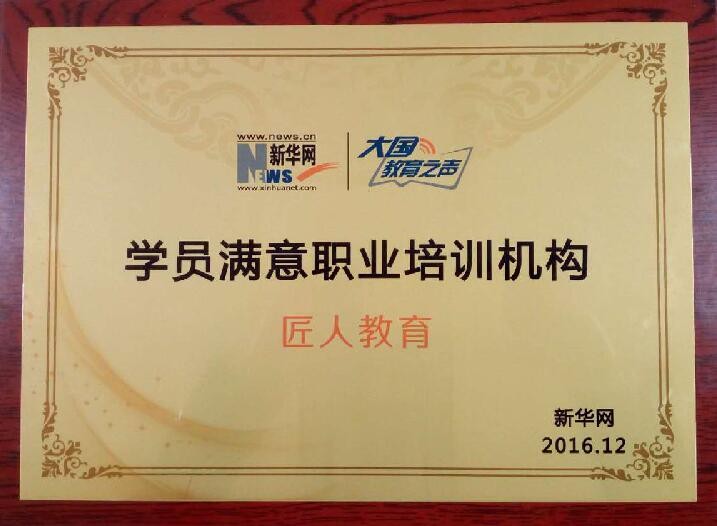 www.news.cn
新华网
NEWS
www.xinhuanet.com
大国
教育之声
学员满意职业培训机构
匠人教育
新华网
2016.12